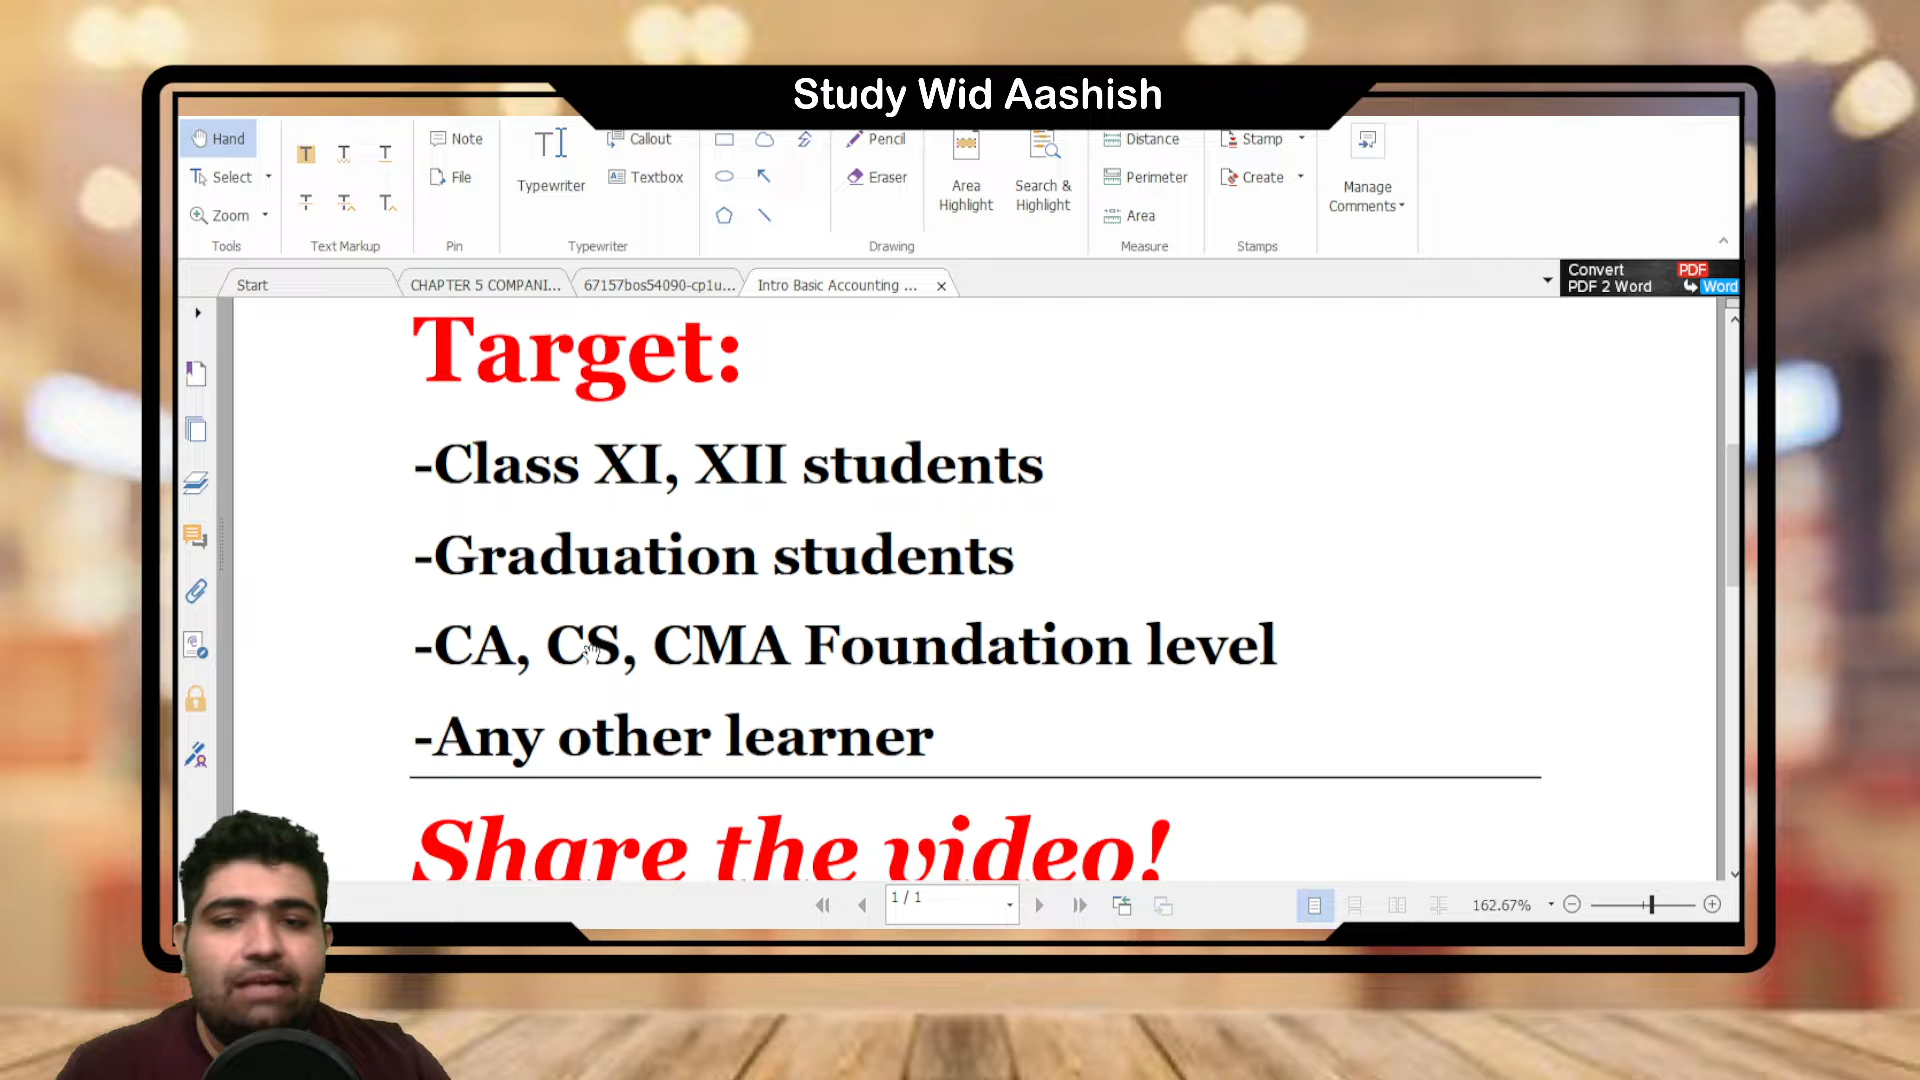 Study Wid Aashish
Hand
Select
Zoom
Tools
Text Markup
Note
File
Pin
Typewriter
Callout
Textbox
Typewriter
Pencil
Eraser
Area
Highlight
Search &
Highlight
Drawing
Distance
Perimeter
Area
Measure
Stamp
Create
Stamps
Manage
Comments
Start
CHAPTER 5 COMPANI...
67157bos54090-cp1u...
Intro Basic Accounting ...
Convert PDF
PDF 2 Word Word
Target:
-Class XI, XII students
-Graduation students
-CA, CS, CMA Foundation level
-Any other learner
Share the video!
1 / 1
162.67%